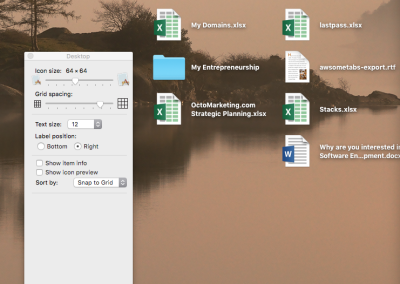 Desktop
Icon size: 64 × 64
Grid spacing:
Text size: 12
Label position:
Bottom Right
Show item info
Show icon preview
Sort by: Snap to Grid
My Domains.xlsx
lastpass.xlsx
My Entrepreneurship
awsometabs-export.rtf
OctoMarketing.com
Strategic Planning.xlsx
Stacks.xlsx
Why are you interested i
Software En...pment.docx